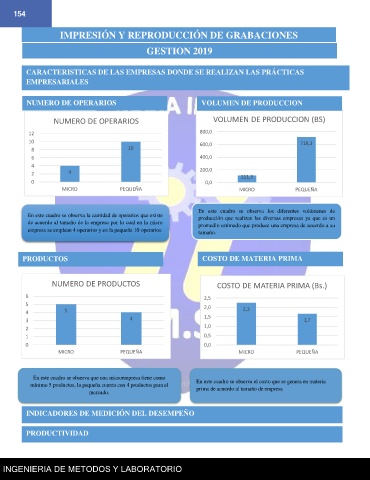 154
IMPRESIÓN Y REPRODUCCIÓN DE GRABACIONES
GESTION 2019
CARACTERISTICAS DE LAS EMPRESAS DONDE SE REALIZAN LAS PRÁCTICAS
EMPRESARIALES
NUMERO DE OPERARIOS
NUMERO DE OPERARIOS
12
10
8
6
4
2
0
4
10
MICRO PEQUEÑA
En este cuadro se observa la cantidad de operarios que existe
de acuerdo al tamaño de la empresa por lo cual en la micro
empresa se emplean 4 operarios y en la pequeña 10 operarios
VOLUMEN DE PRODUCCION
VOLUMEN DE PRODUCCION (BS)
800,0
600,0
400,0
200,0
0,0
MICRO PEQUEÑA
En este cuadro se observa los diferentes volúmenes de
producción que realizan las diversas empresas ya que es un
promedio estimado que produce una empresa de acuerdo a su
tamaño.
PRODUCTOS
NUMERO DE PRODUCTOS
6
5
4
3
2
1
0
5
4
MICRO PEQUEÑA
En este cuadro se observa que una microempresa tiene como
mínimo 5 productos, la pequeña cuenta con 4 productos para el
mercado.
COSTO DE MATERIA PRIMA
COSTO DE MATERIA PRIMA (Bs.)
2,5
2,0
1,5
1,0
0,5
0,0
2,2
1,7
MICRO PEQUEÑA
En este cuadro se observa el costo que se genera en materia
prima de acuerdo al tamaño de empresa
INDICADORES DE MEDICIÓN DEL DESEMPEÑO
PRODUCTIVIDAD
INGENIERIA DE METODOS Y LABORATORIO